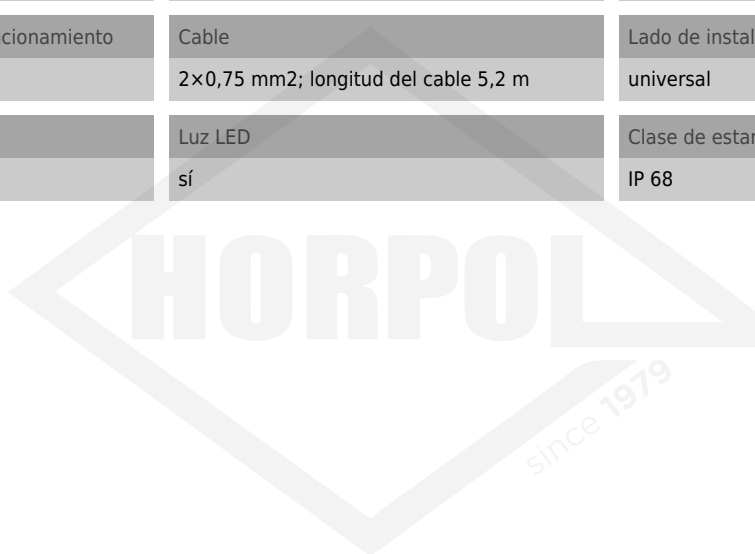 cionamiento
Cable
Lado de instal
2×0,75 mm2; longitud del cable 5,2 m
universal
Luz LED
Clase de estan
sí
IP 68
HORPOL
since 1979